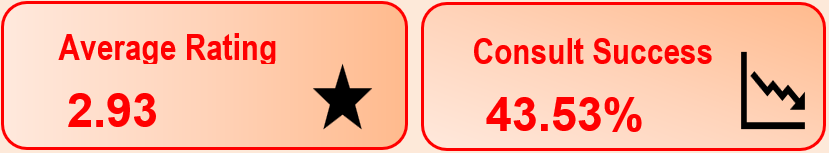 Average Rating
2.93
Consult Success
43.53%